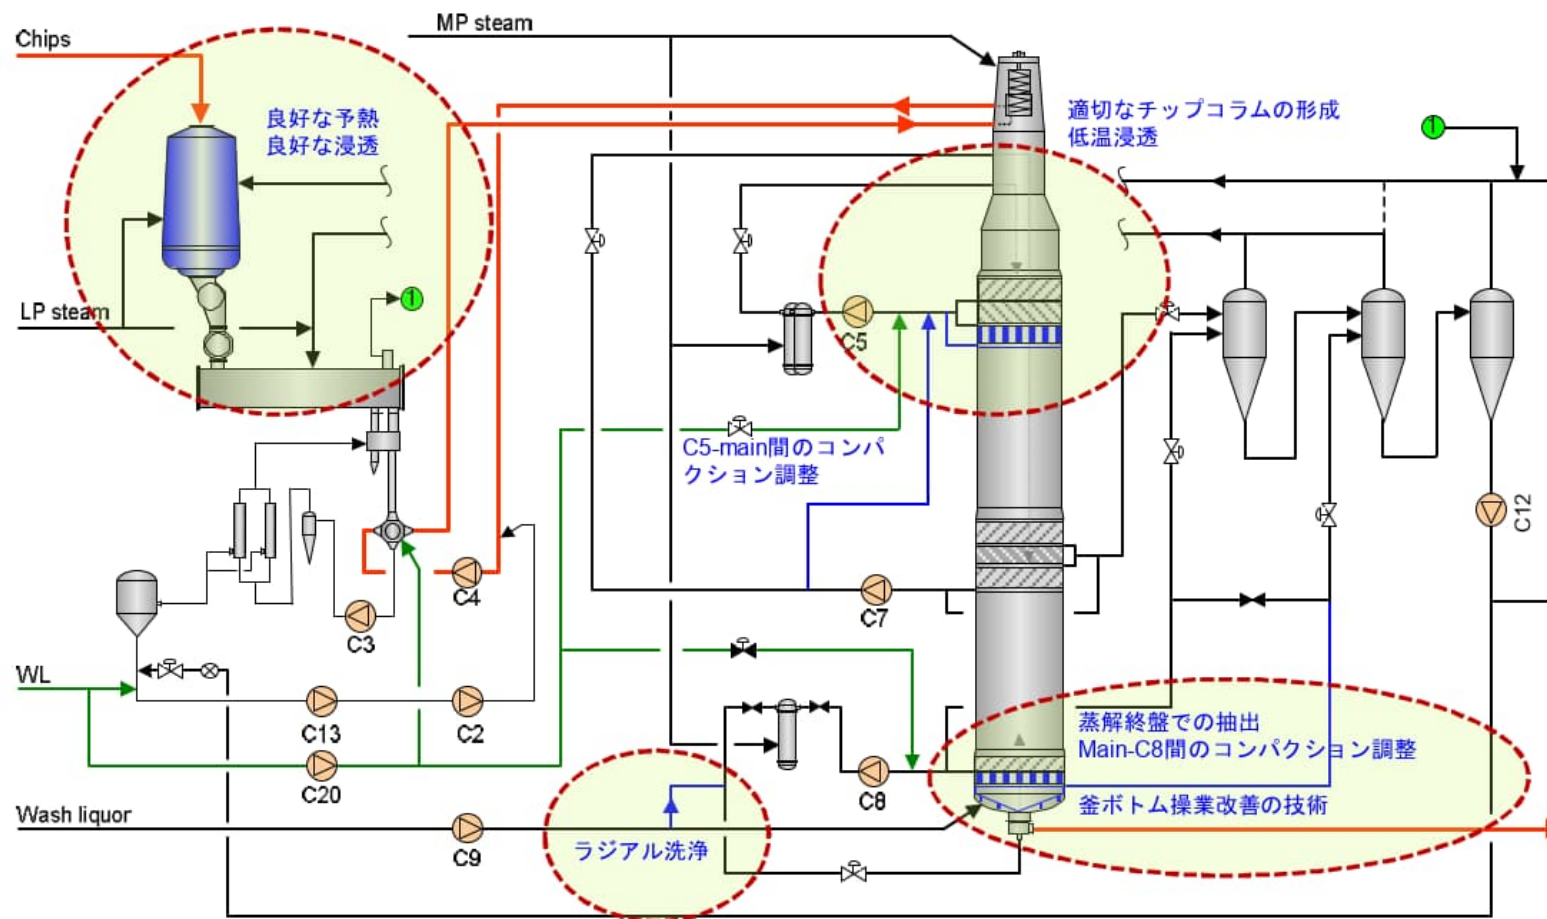 MP steam
Chips
良好な予熱
良好な浸透
適切なチップコラムの形成
低温浸透
1
1
LP steam
C5
C5-main間のコンパ
クション調整
C12
C4
C3
C7
WL
C13
C2
C20
C8
蒸解終盤での抽出
Main-C8間のコンパクション調整
釜ボトム操業改善の技術
Wash liquor
C9
ラジアル洗浄